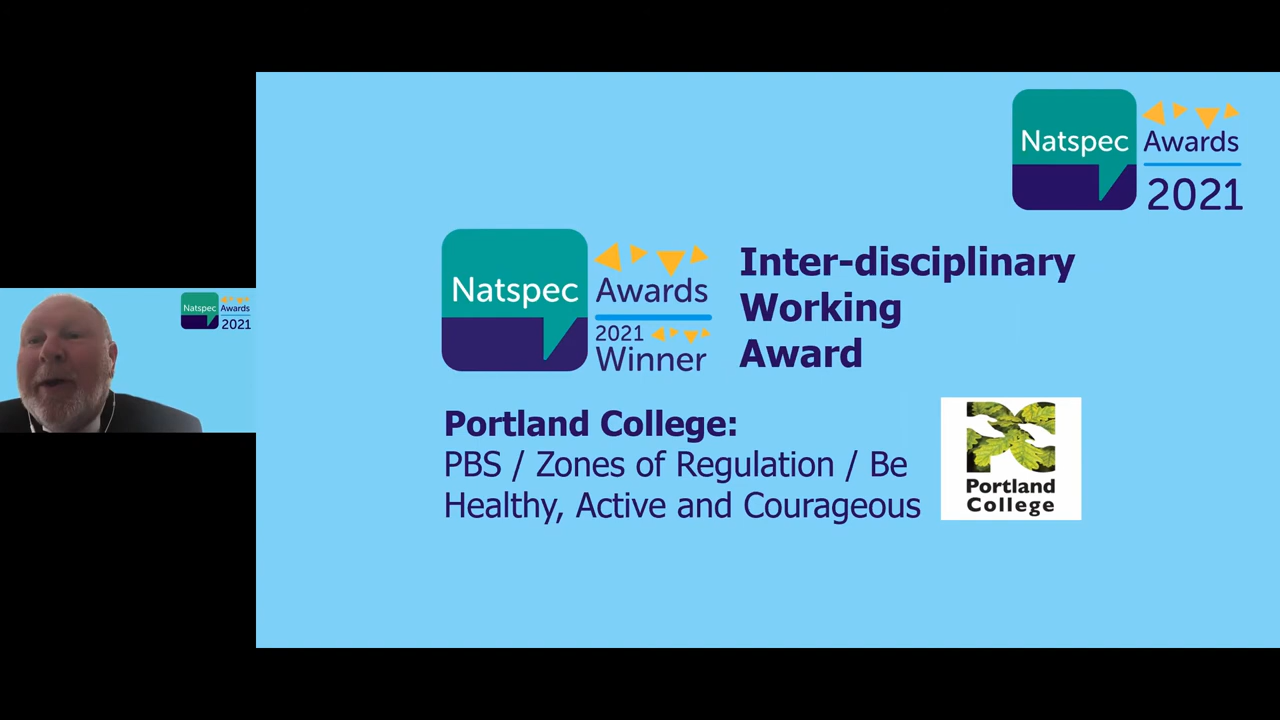 Natspec Awards
2021
Natspec Awards
2021
Winner
Inter-disciplinary
Working
Award
Portland College:
PBS / Zones of Regulation / Be
Healthy, Active and Courageous
Portland
College
Natspec Awards
2021